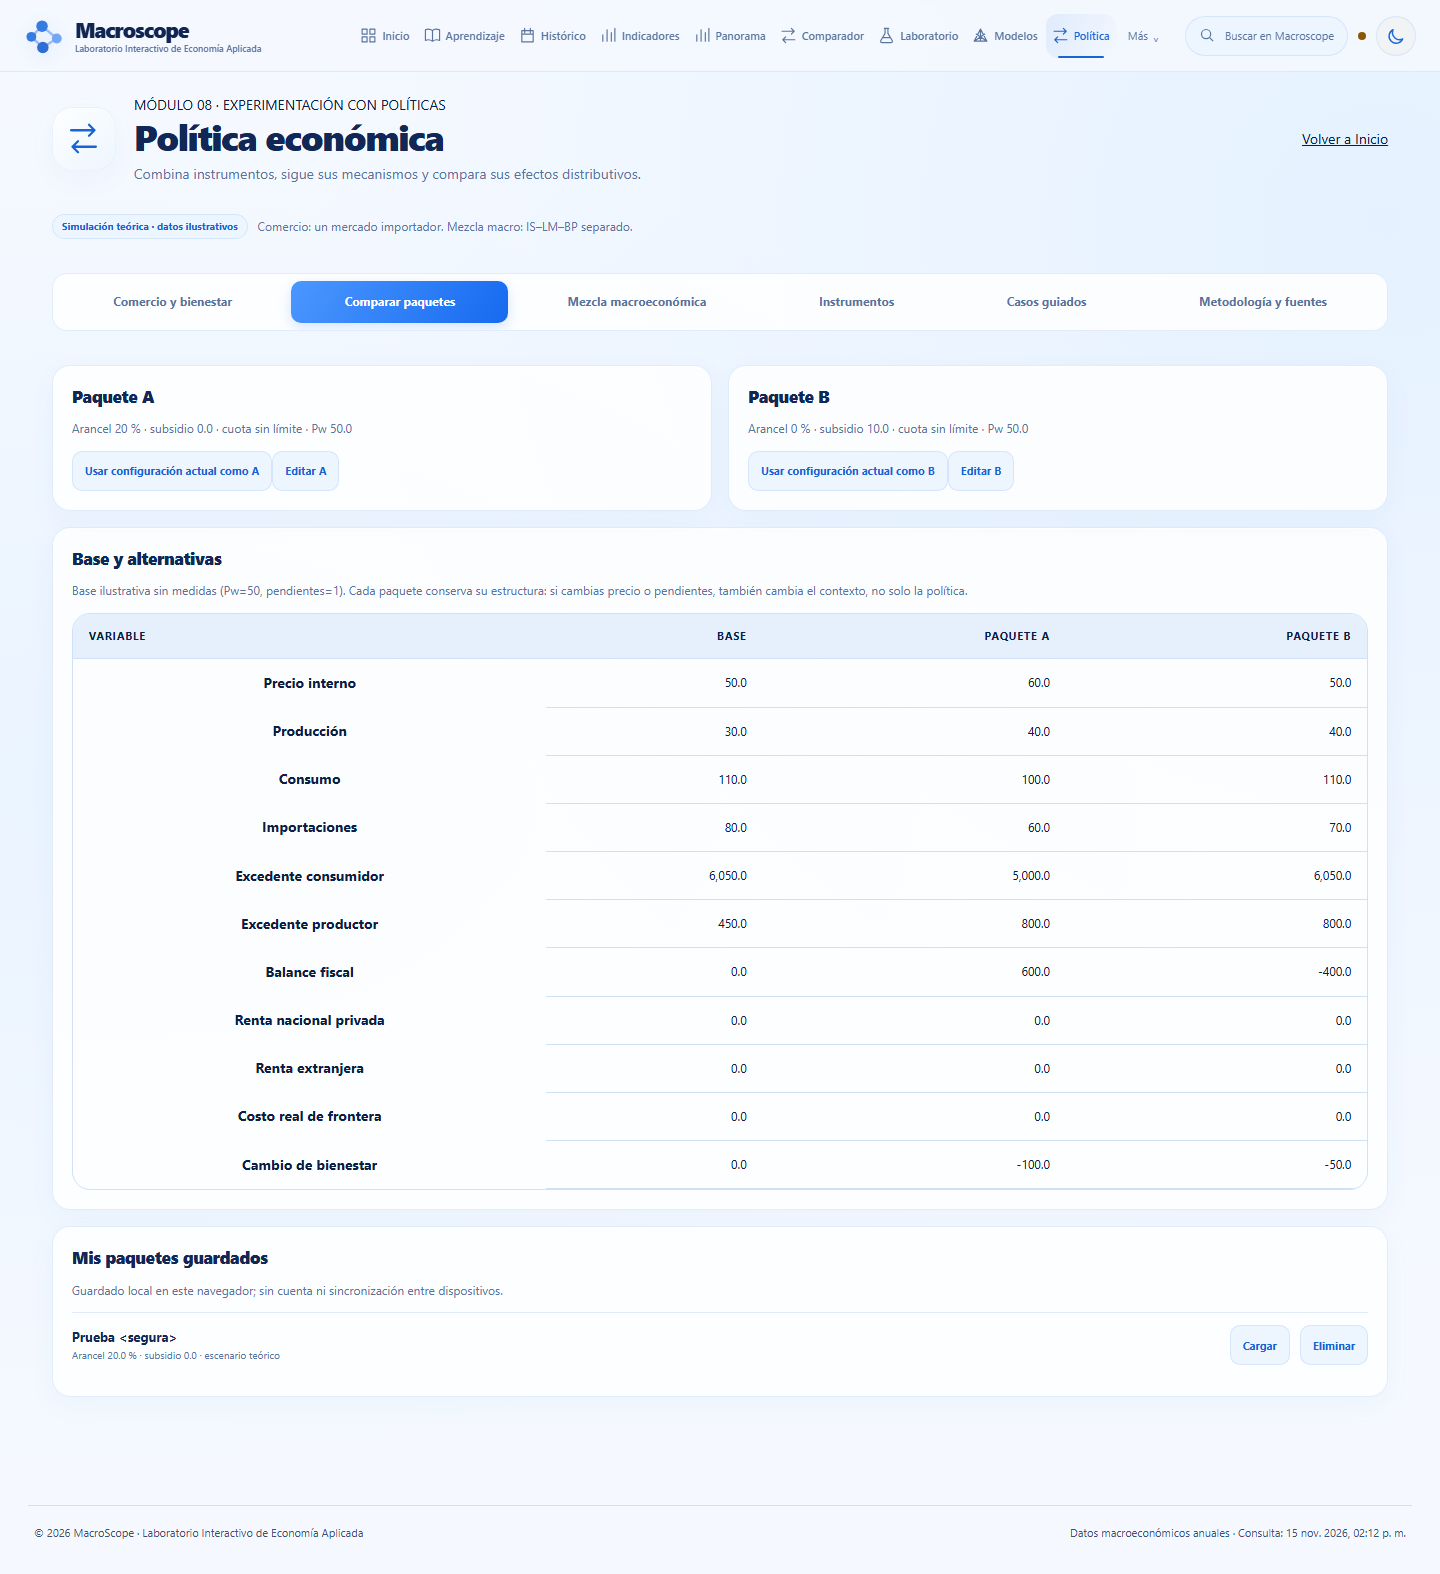 Macroscope
Laboratorio Interactivo de Economía Aplicada
Inicio
Aprendizaje
Histórico
Indicadores
Panorama
Comparador
Laboratorio
Modelos
Política
Más
Buscar en Macroscope
MÓDULO 08 · EXPERIMENTACIÓN CON POLÍTICAS
Política económica
Combina instrumentos, sigue sus mecanismos y compara sus efectos distributivos.
Volver a Inicio
Simulación teórica · datos ilustrativos
Comercio: un mercado importador. Mezcla macro: IS–LM–BP separado.
Comercio y bienestar
Comparar paquetes
Mezcla macroeconómica
Instrumentos
Casos guiados
Metodología y fuentes
Paquete A
Arancel 20 % · subsidio 0.0 · cuota sin límite · Pw 50.0
Usar configuración actual como A
Editar A
Paquete B
Arancel 0 % · subsidio 10.0 · cuota sin límite · Pw 50.0
Usar configuración actual como B
Editar B
Base y alternativas
Base ilustrativa sin medidas (Pw=50, pendientes=1). Cada paquete conserva su estructura: si cambias precio o pendientes, también cambia el contexto, no solo la política.
VARIABLE BASE PAQUETE A PAQUETE B
Precio interno 50.0 60.0 50.0
Producción 30.0 40.0 40.0
Consumo 110.0 100.0 110.0
Importaciones 80.0 60.0 70.0
Excedente consumidor 6,050.0 5,000.0 6,050.0
Excedente productor 450.0 800.0 800.0
Balance fiscal 0.0 600.0 -400.0
Renta nacional privada 0.0 0.0 0.0
Renta extranjera 0.0 0.0 0.0
Costo real de frontera 0.0 0.0 0.0
Cambio de bienestar 0.0 -100.0 -50.0
Mis paquetes guardados
Guardado local en este navegador; sin cuenta ni sincronización entre dispositivos.
Prueba <segura>
Arancel 20.0 % · subsidio 0.0 · escenario teórico
Cargar
Eliminar
© 2026 MacroScope · Laboratorio Interactivo de Economía Aplicada
Datos macroeconómicos anuales · Consulta: 15 nov. 2026, 02:12 p. m.